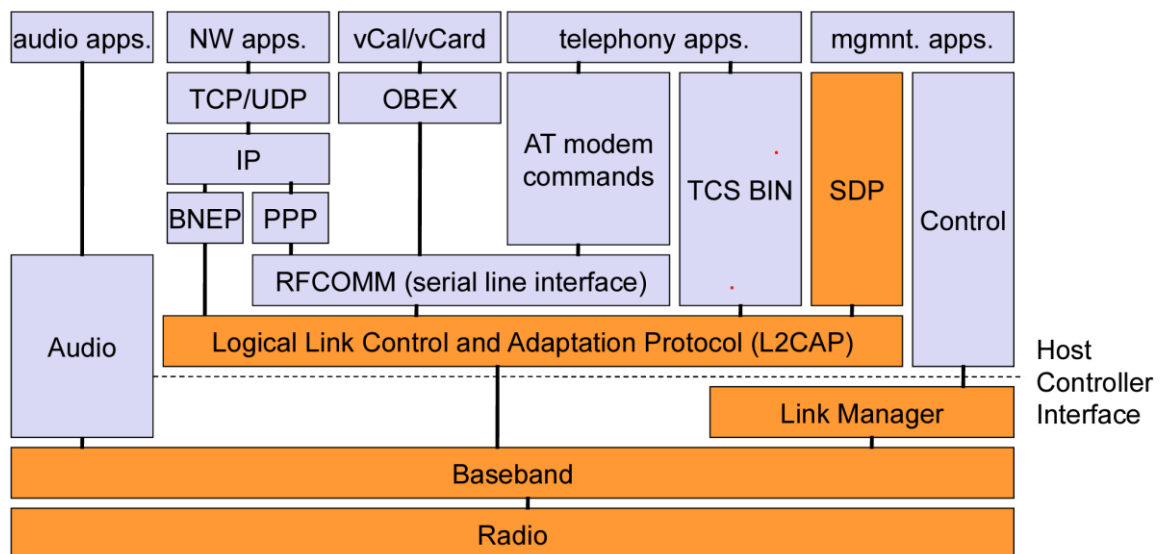 audio apps.
NW apps.
vCal/vCard
telephony apps.
mgmnt. apps.
TCP/UDP
OBEX
AT modem
commands
TCS BIN
SDP
Control
IP
BNEP
PPP
RFCOMM (serial line interface)
Audio
Logical Link Control and Adaptation Protocol (L2CAP)
Host
Controller
Interface
Link Manager
Baseband
Radio